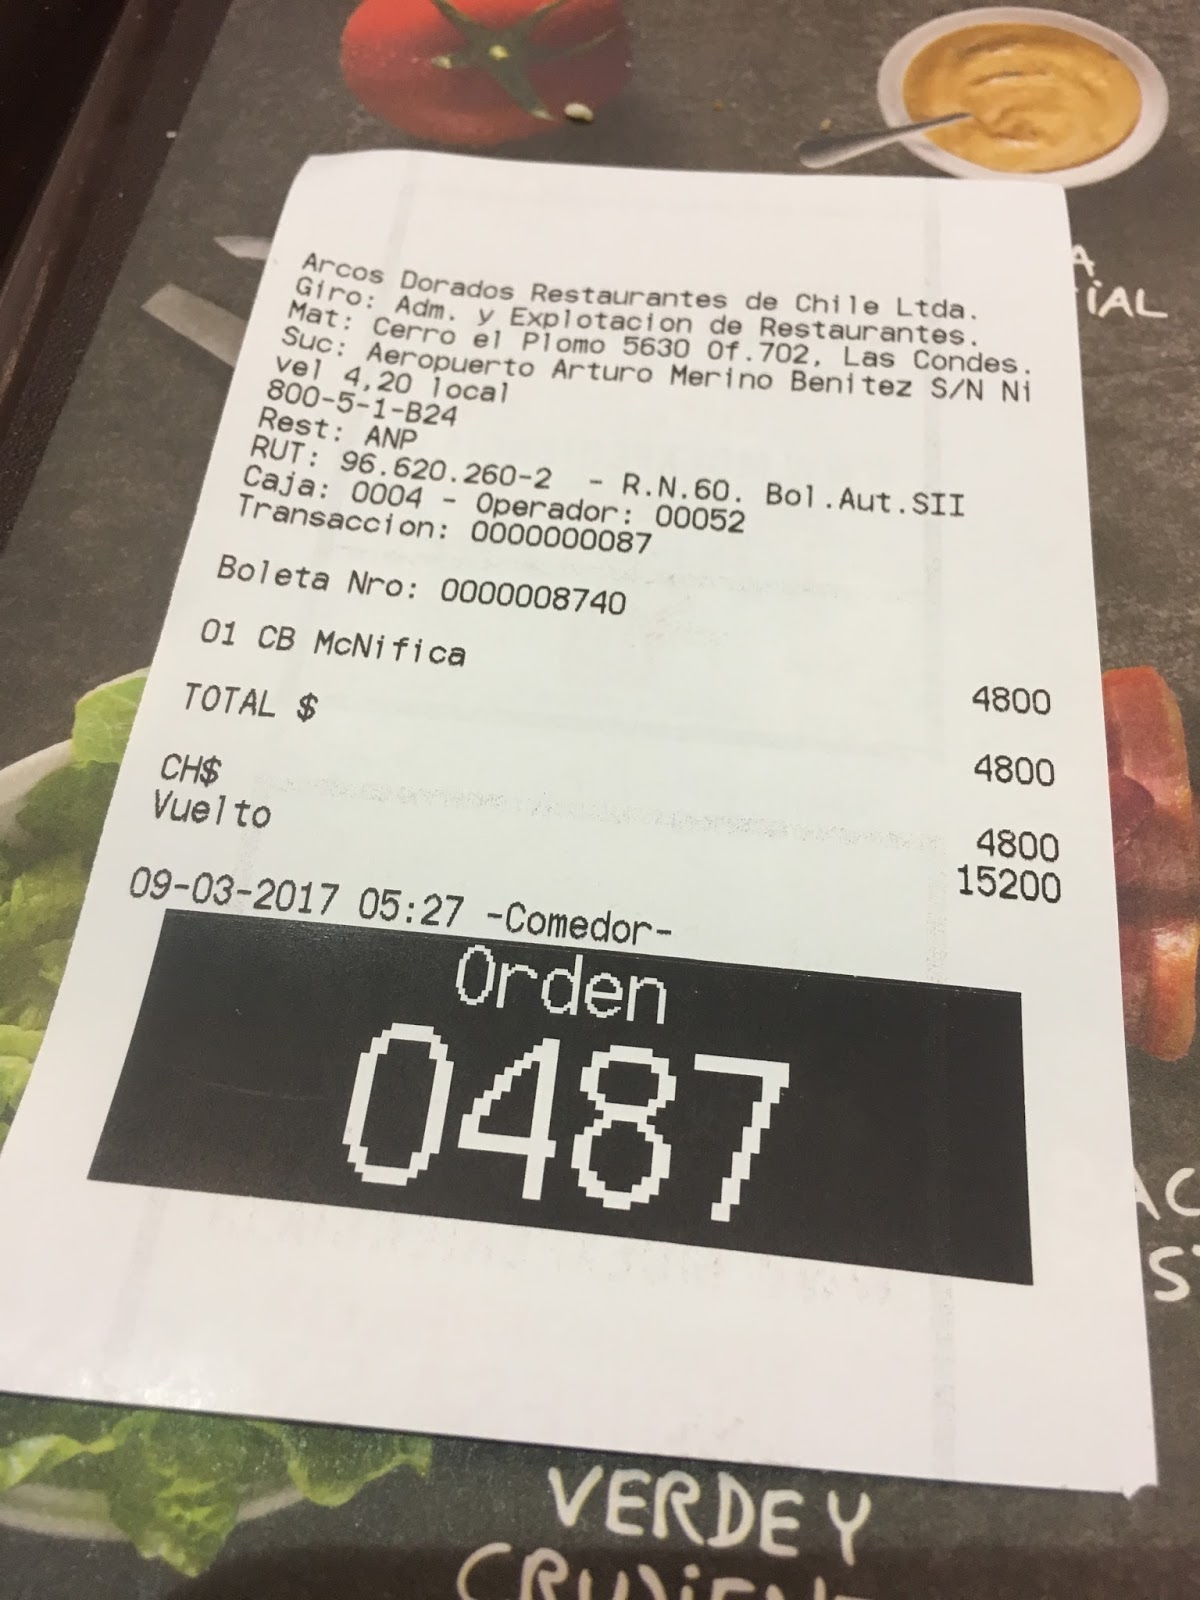 Arcos Dorados Restaurantes de Chile Ltda.
Giro: Adm. y Explotacion de Restaurantes.
Mat: Cerro el Plomo 5630 Of.702, Las Condes.
Suc: Aeropuerto Arturo Merino Benitez S/N Ni
vel 4,20 local
800-5-1-B24
Rest: ANP
RUT: 96.620.260-2 - R.N.60. Bol.Aut.SII
Caja: 0004 - Operador: 00052
Transaccion: 0000000087
Boleta Nro: 0000008740
01 CB McNifica 4800
TOTAL $ 4800
CH$ 4800
Vuelto 15200
09-03-2017 05:27 -Comedor-
Orden
0487
VERDE Y